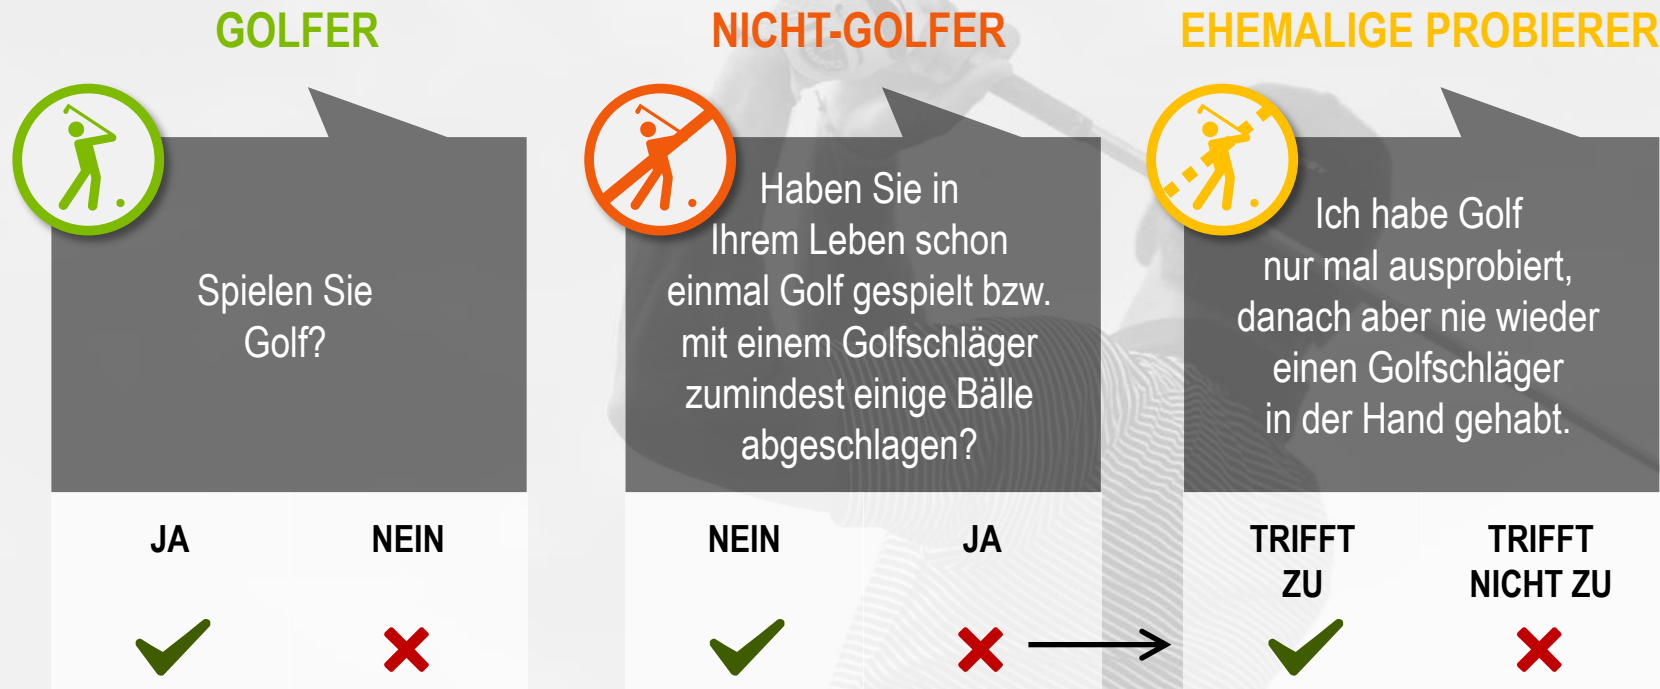 GOLFER
Spielen Sie
Golf?
JA NEIN
NICHT-GOLFER
Haben Sie in
Ihrem Leben schon
einmal Golf gespielt bzw.
mit einem Golfschläger
zumindest einige Bälle
abgeschlagen?
NEIN JA
EHEMALIGE PROBIERER
Ich habe Golf
nur mal ausprobiert,
danach aber nie wieder
einen Golfschläger
in der Hand gehabt.
TRIFFT
ZU
TRIFFT
NICHT ZU